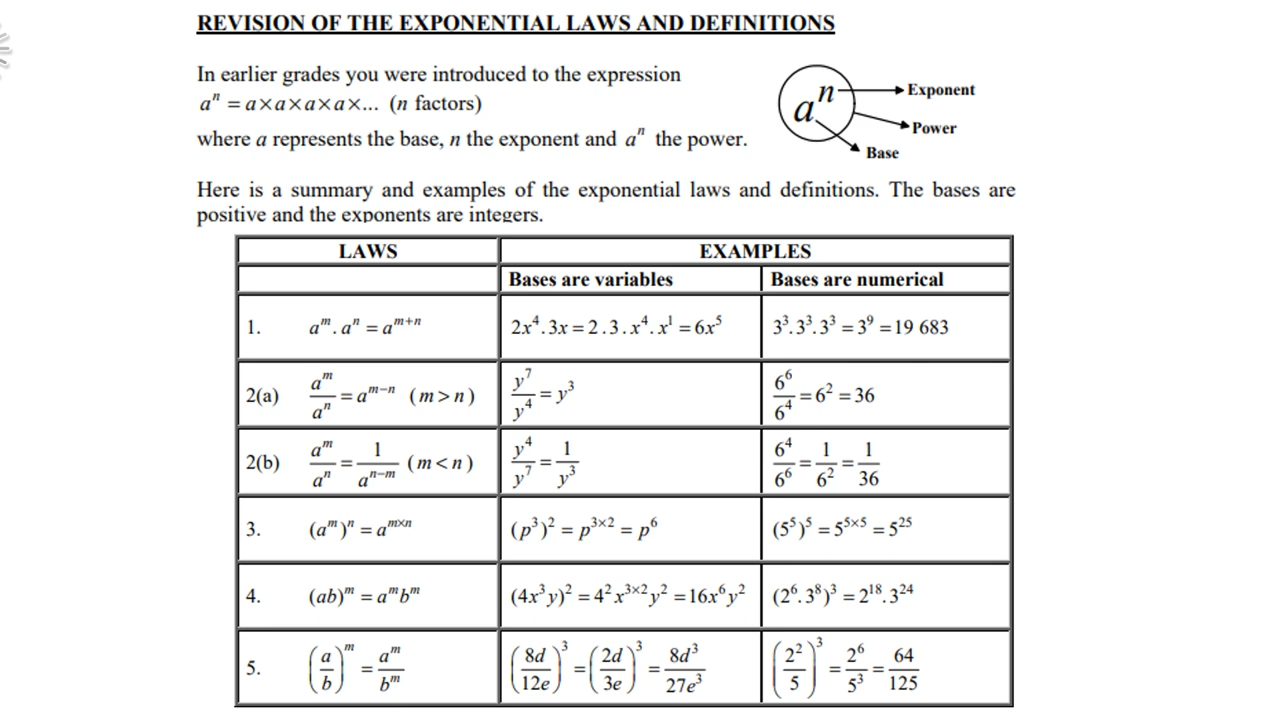 REVISION OF THE EXPONENTIAL LAWS AND DEFINITIONS
In earlier grades you were introduced to the expression
aⁿ = a×a×a×a×... (n factors)
where a represents the base, n the exponent and aⁿ the power.
aⁿ
Exponent
Power
Base
Here is a summary and examples of the exponential laws and definitions. The bases are
positive and the exponents are integers.
LAWS EXAMPLES
Bases are variables Bases are numerical
1. aᵐ . aⁿ = aᵐ⁺ⁿ 2x⁴.3x = 2.3.x⁴.x¹ = 6x⁵ 3³.3³.3³ = 3⁹ = 19 683
2(a) aᵐ/aⁿ = aᵐ⁻ⁿ (m > n) y⁷/y⁴ = y³ 6⁶/6⁴ = 6² = 36
2(b) aᵐ/aⁿ = 1/aⁿ⁻ᵐ (m < n) y⁴/y⁷ = 1/y³ 6⁴/6⁶ = 1/6² = 1/36
3. (aᵐ)ⁿ = aᵐˣⁿ (p³)² = p³ˣ² = p⁶ (5⁵)⁵ = 5⁵ˣ⁵ = 5²⁵
4. (ab)ᵐ = aᵐbᵐ (4x³y)² = 4²x³ˣ²y² = 16x⁶y² (2⁶.3⁸)³ = 2¹⁸.3²⁴
5. (a/b)ᵐ = aᵐ/bᵐ (8d/12e)³ = (2d/3e)³ = 8d³/27e³ (2²/5)³ = 2⁶/5³ = 64/125